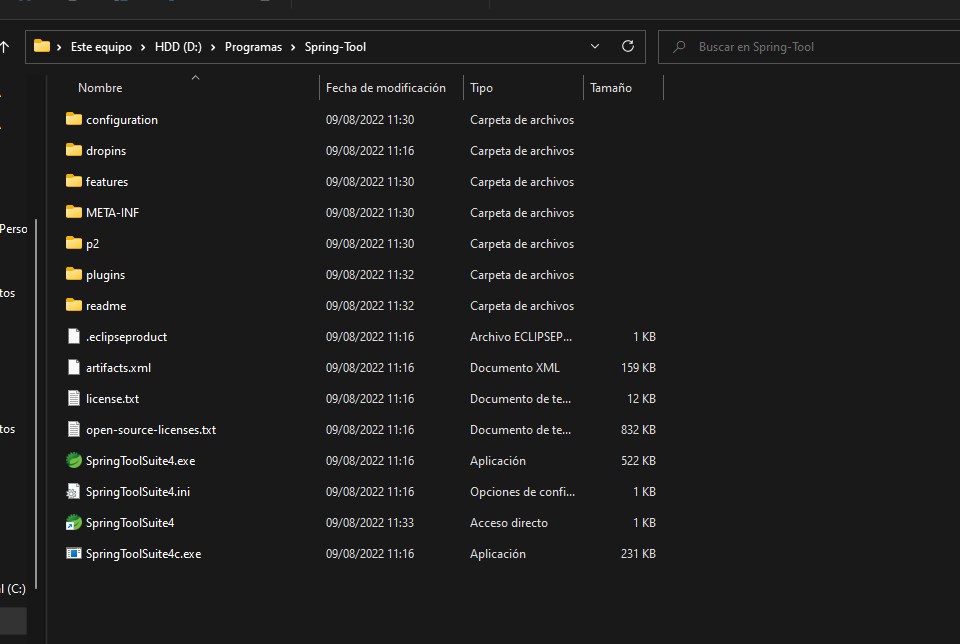 Este equipo > HDD (D:) > Programas > Spring-Tool
Buscar en Spring-Tool
Nombre Fecha de modificación Tipo Tamaño
configuration 09/08/2022 11:30 Carpeta de archivos
dropins 09/08/2022 11:16 Carpeta de archivos
features 09/08/2022 11:30 Carpeta de archivos
META-INF 09/08/2022 11:30 Carpeta de archivos
Perso
p2 09/08/2022 11:30 Carpeta de archivos
plugins 09/08/2022 11:32 Carpeta de archivos
tos
readme 09/08/2022 11:32 Carpeta de archivos
.eclipseproduct 09/08/2022 11:16 Archivo ECLIPSEP... 1 KB
artifacts.xml 09/08/2022 11:16 Documento XML 159 KB
license.txt 09/08/2022 11:16 Documento de te... 12 KB
tos
open-source-licenses.txt 09/08/2022 11:16 Documento de te... 832 KB
SpringToolSuite4.exe 09/08/2022 11:16 Aplicación 522 KB
SpringToolSuite4.ini 09/08/2022 11:16 Opciones de confi... 1 KB
SpringToolSuite4 09/08/2022 11:33 Acceso directo 1 KB
SpringToolSuite4c.exe 09/08/2022 11:16 Aplicación 231 KB
l (C:)